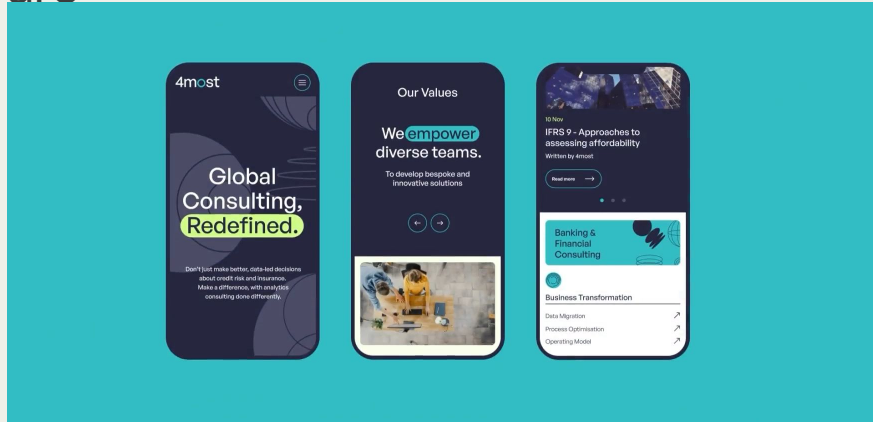 4most
Global
Consulting,
Redefined.
Don't just make better, data-led decisions
about credit risk and insurance.
Make a difference, with analytics
consulting done differently.
Our Values
We empower
diverse teams.
To develop bespoke and
innovative solutions
10 Nov
IFRS 9 - Approaches to
assessing affordability
Written by 4most
Read more
Banking &
Financial
Consulting
Business Transformation
Data Migration
Process Optimisation
Operating Model